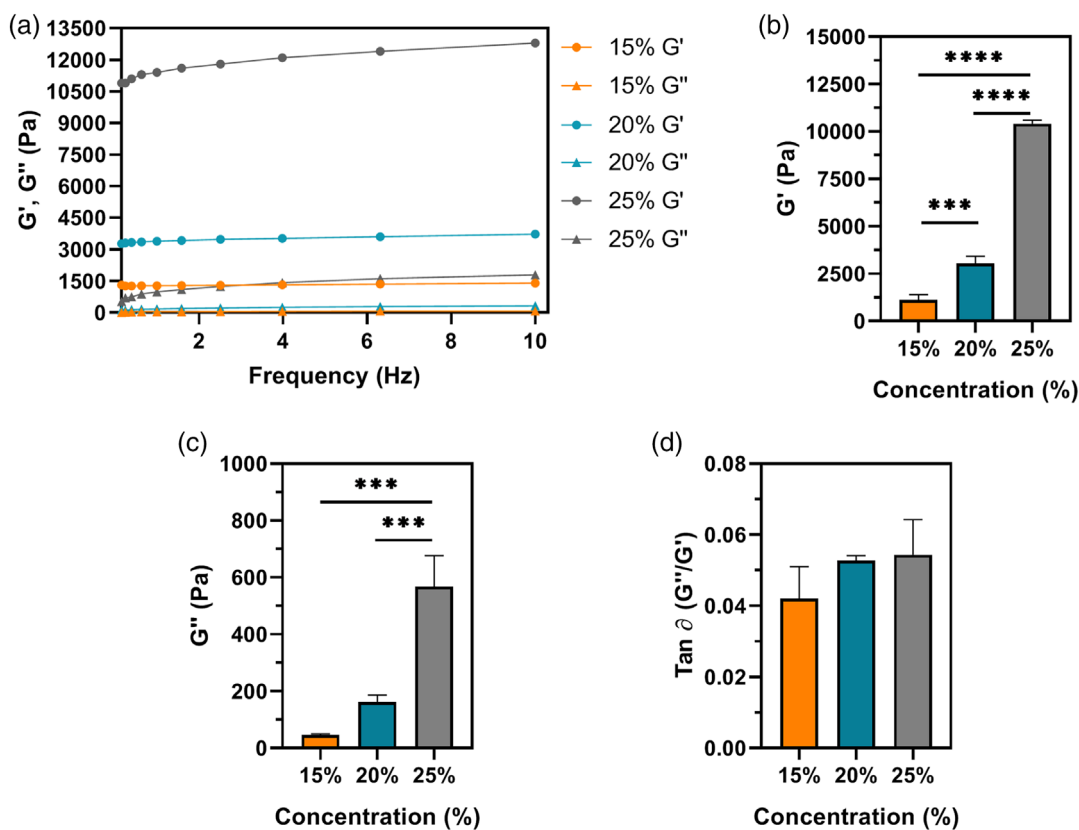 (a)
13500
12000
10500
9000
7500
6000
4500
3000
1500
0
G', G'' (Pa)
2 4 6 8 10
Frequency (Hz)
15% G'
15% G''
20% G'
20% G''
25% G'
25% G''
(b)
15000
12500
10000
7500
5000
2500
0
G' (Pa)
****
****
***
15% 20% 25%
Concentration (%)
(c)
1000
800
600
400
200
0
G'' (Pa)
***
***
15% 20% 25%
Concentration (%)
(d)
0.08
0.06
0.04
0.02
0.00
Tan ∂ (G''/G')
15% 20% 25%
Concentration (%)